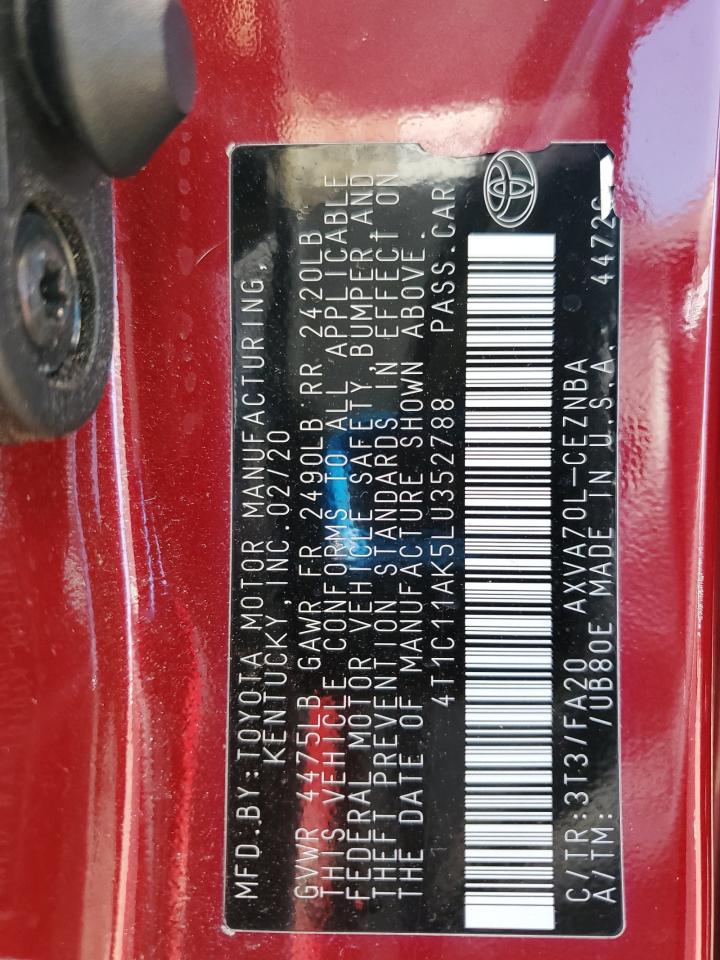 MFD.BY:TOYOTA MOTOR MANUFACTURING,
KENTUCKY,INC.02/20
GVWR 4475LB GAWR FR 2490LB RR 2420LB
THIS VEHICLE CONFORMS TO ALL APPLICABLE
FEDERAL MOTOR VEHICLE SAFETY,BUMPER AND
THEFT PREVENTION STANDARDS IN EFFECT ON
THE DATE OF MANUFACTURE SHOWN ABOVE.
4T1C11AK5LU352788 PASS.CAR
C/TR:3T3/FA20 AXVA70L-CEZNBA
A/TM: /UB80E MADE IN U.S.A.